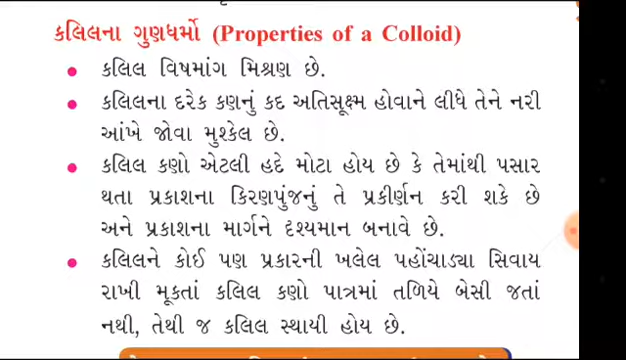 કલિલના ગુણધર્મો (Properties of a Colloid)
• કલિલ વિષમાંગ મિશ્રણ છે.
• કલિલના દરેક કણનું કદ અતિસૂક્ષ્મ હોવાને લીધે તેને નરી
આંખે જોવા મુશ્કેલ છે.
• કલિલ કણો એટલી હદે મોટા હોય છે કે તેમાંથી પસાર
થતા પ્રકાશના કિરણપુંજનું તે પ્રકીર્ણન કરી શકે છે
અને પ્રકાશના માર્ગને દૃશ્યમાન બનાવે છે.
• કલિલને કોઈ પણ પ્રકારની ખલેલ પહોંચાડ્યા સિવાય
રાખી મૂકતાં કલિલ કણો પાત્રમાં તળિયે બેસી જતાં
નથી, તેથી જ કલિલ સ્થાયી હોય છે.